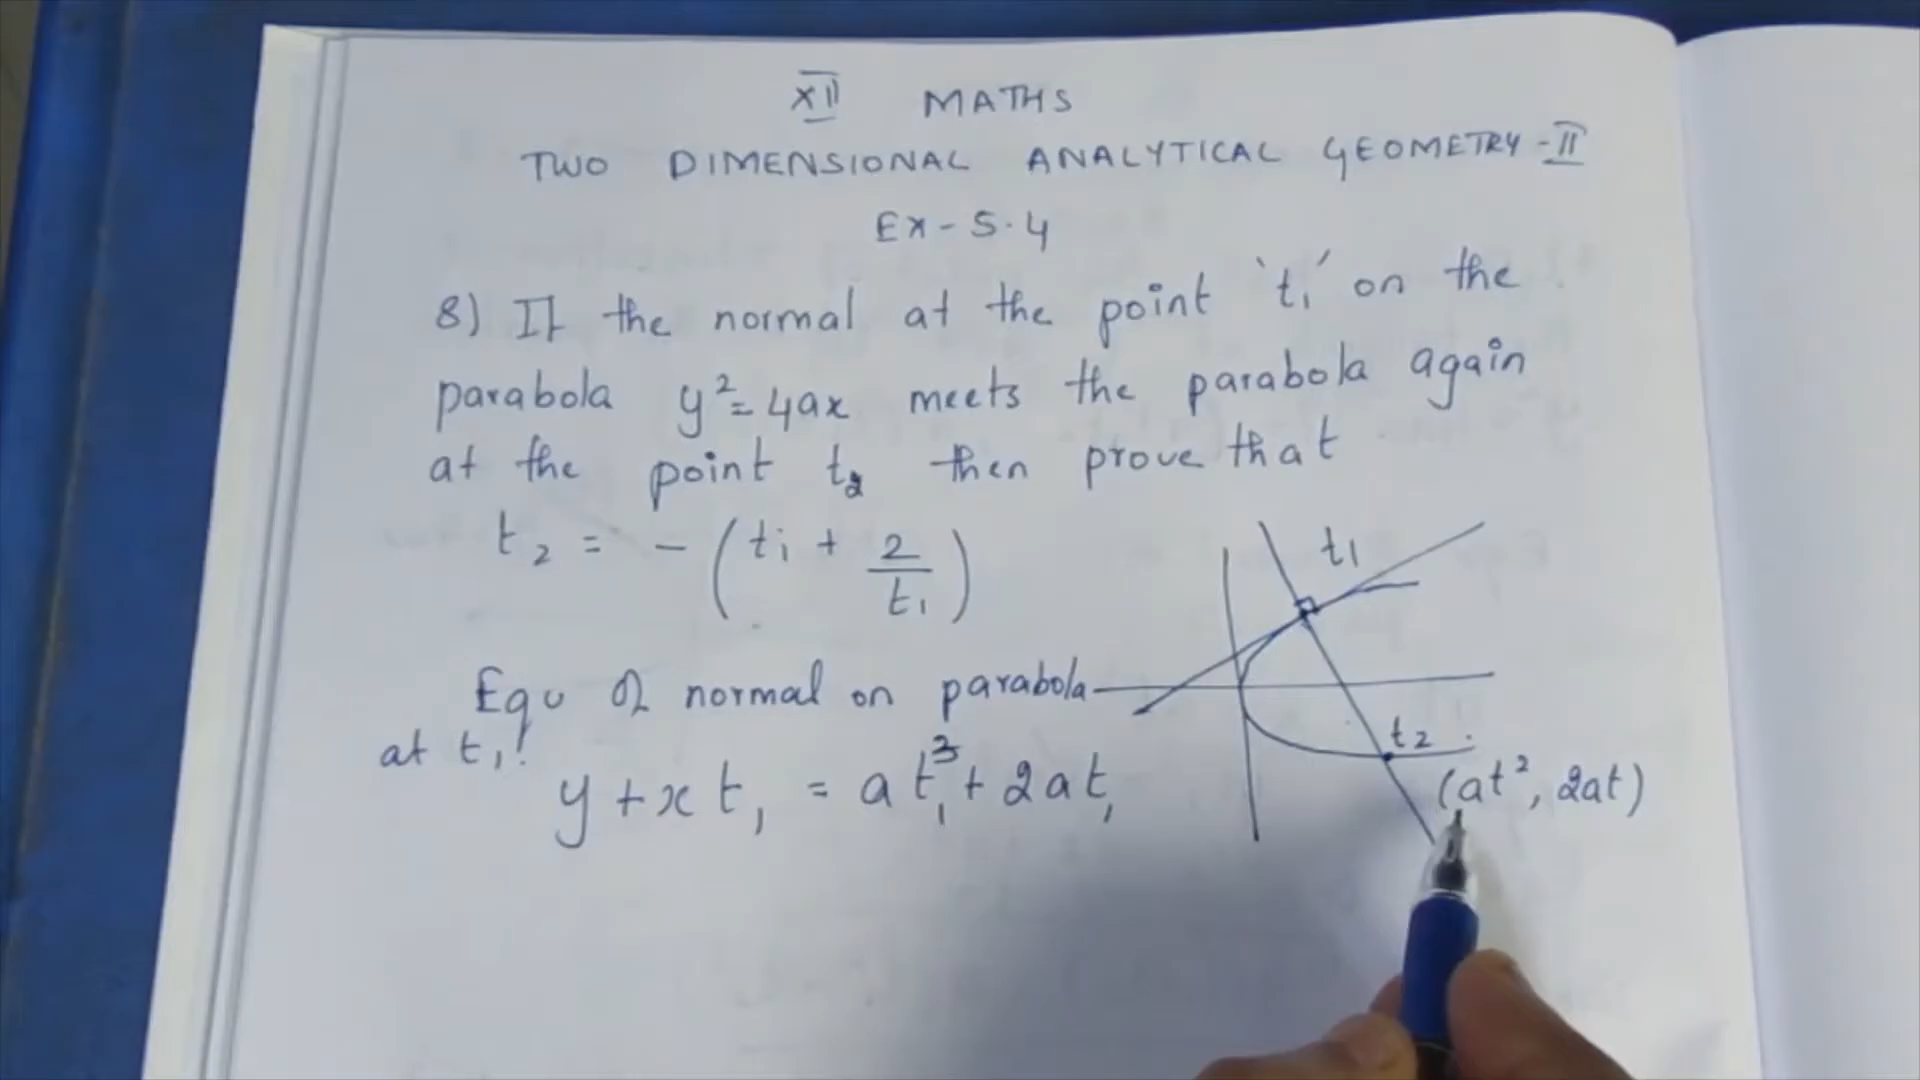 XII MATHS
TWO DIMENSIONAL ANALYTICAL GEOMETRY - II
EX - 5.4
8) If the normal at the point 't₁' on the
parabola y² = 4ax meets the parabola again
at the point t₂ then prove that
t₂ = - (t₁ + 2/t₁)
t₁
Equ of normal on parabola
at t₁!
t₂
y + x t₁ = at₁³ + 2at₁
(at², 2at)